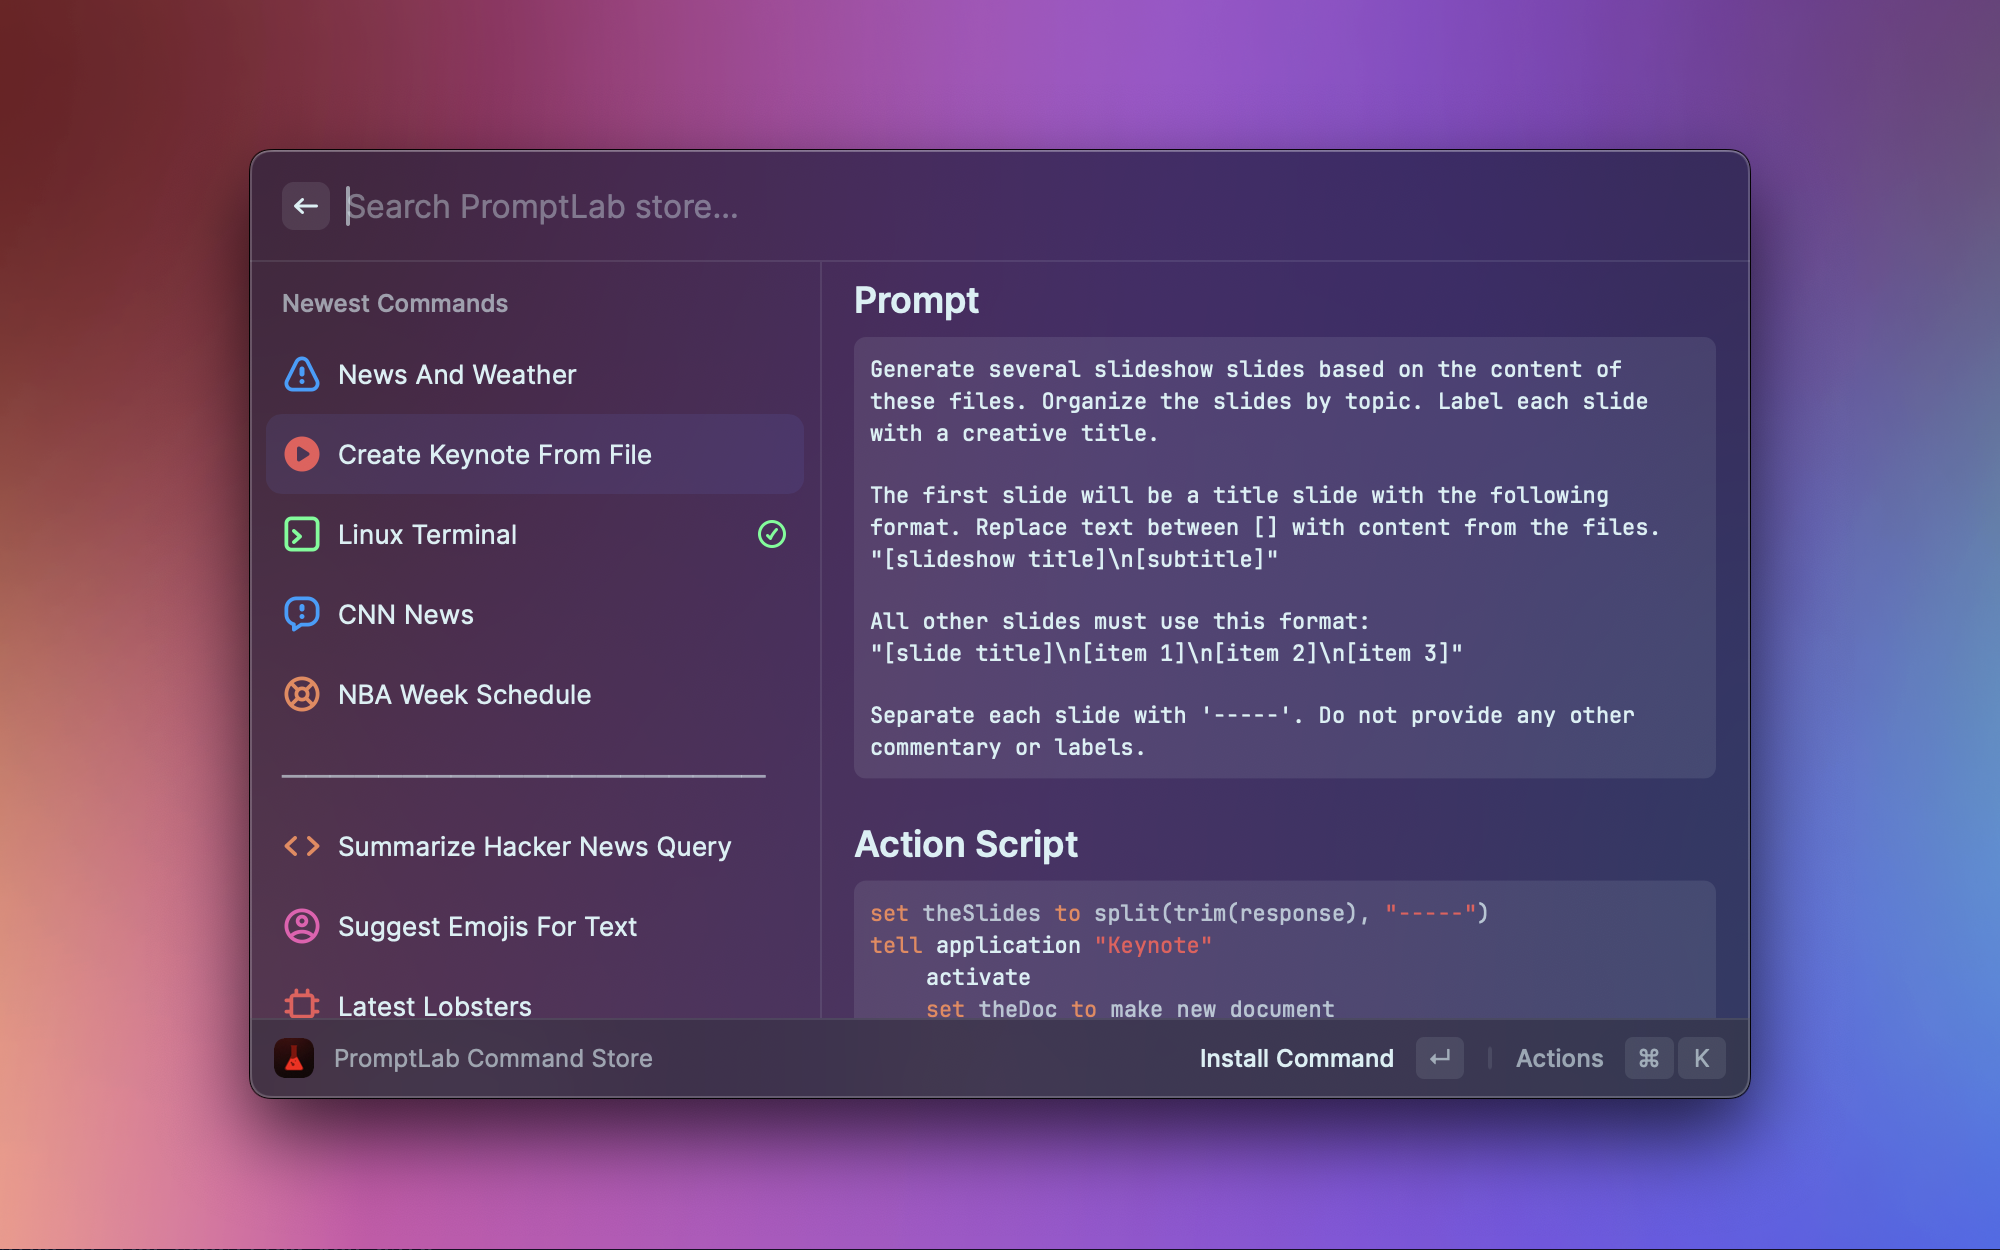 Search PromptLab store...
Newest Commands
News And Weather
Create Keynote From File
Linux Terminal
CNN News
NBA Week Schedule
Summarize Hacker News Query
Suggest Emojis For Text
Latest Lobsters
Prompt
Generate several slideshow slides based on the content of
these files. Organize the slides by topic. Label each slide
with a creative title.
The first slide will be a title slide with the following
format. Replace text between [] with content from the files.
"[slideshow title]\n[subtitle]"
All other slides must use this format:
"[slide title]\n[item 1]\n[item 2]\n[item 3]"
Separate each slide with '-----'. Do not provide any other
commentary or labels.
Action Script
set theSlides to split(trim(response), "-----")
tell application "Keynote"
activate
set theDoc to make new document
PromptLab Command Store
Install Command ↵ | Actions ⌘ K